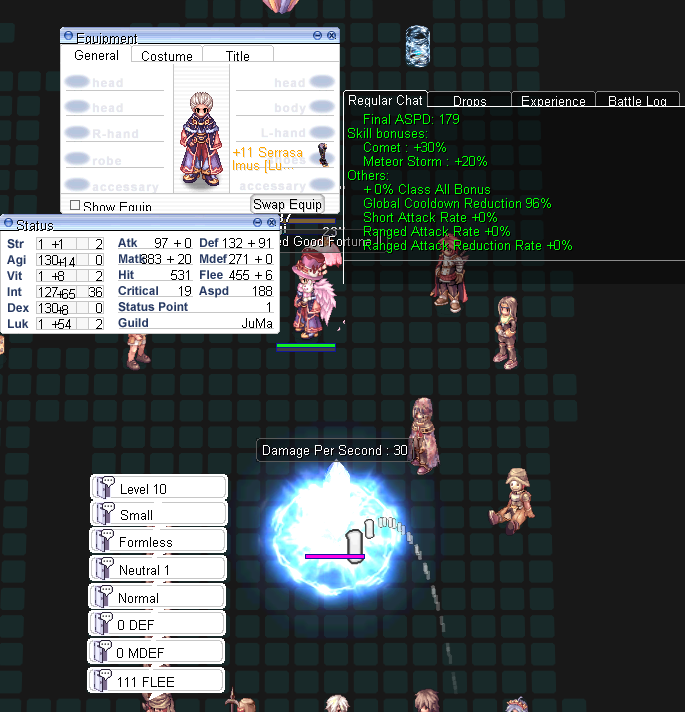 Equipment
General Costume Title
head head
head body
R-hand L-hand
+11 Serrasa
robe
Imus [Lu...
accessary accessary
Show Equip Swap Equip
Regular Chat Drops Experience Battle Log
Final ASPD: 179
Skill bonuses:
Comet : +30%
Meteor Storm : +20%
Others:
+0% Class All Bonus
Global Cooldown Reduction 96%
Short Attack Rate +0%
Ranged Attack Rate +0%
Ranged Attack Reduction Rate +0%
ed Good Fortune
Status
Str 1 +1 2 Atk 97 + 0 Def 132 + 91
Agi 130+14 0 Matk 883 + 20 Mdef 271 + 0
Vit 1 +8 2 Hit 531 Flee 455 + 6
Int 127+65 36 Critical 19 Aspd 188
Dex 130+8 0 Status Point 1
Luk 1 +54 2 Guild JuMa
Damage Per Second : 30
Level 10
Small
Formless
Neutral 1
Normal
0 DEF
0 MDEF
111 FLEE